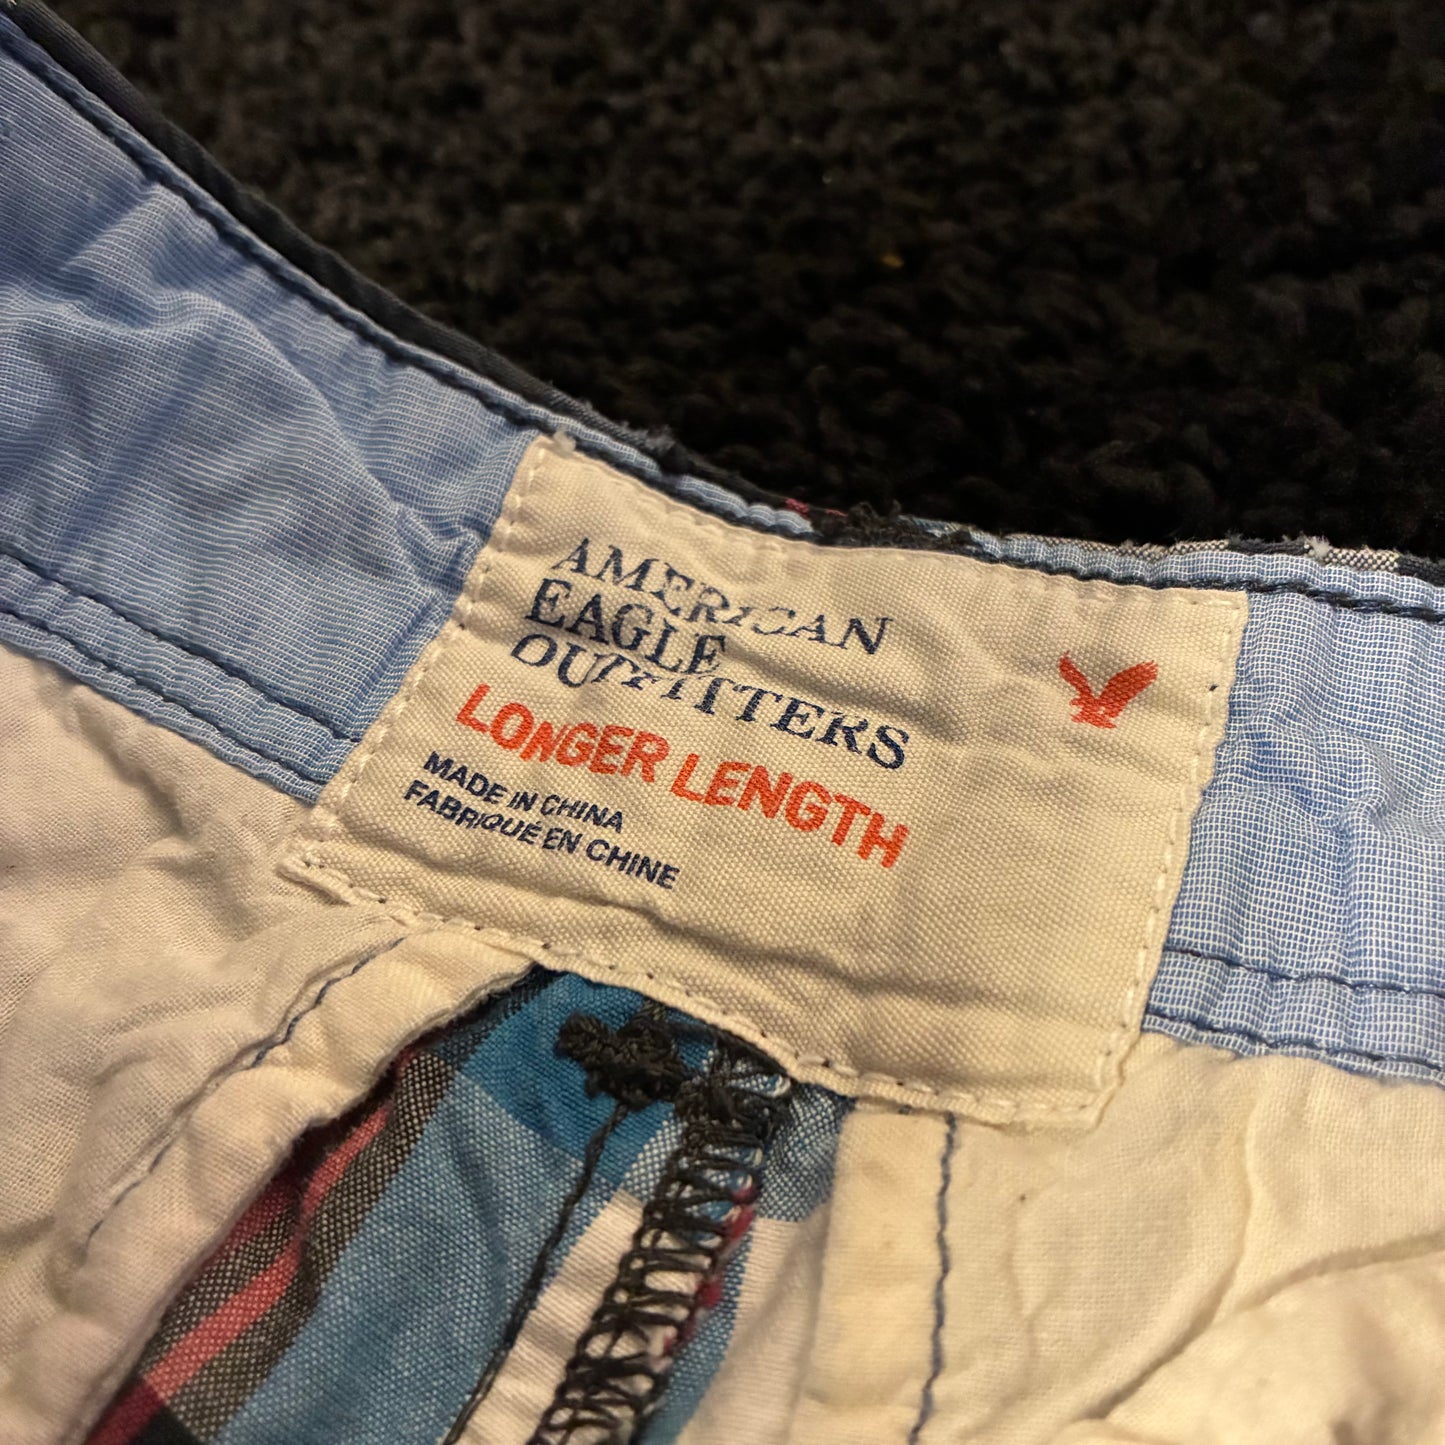 AMERICAN
EAGLE
OUTFITTERS
LONGER LENGTH
MADE IN CHINA
FABRIQUÉ EN CHINE